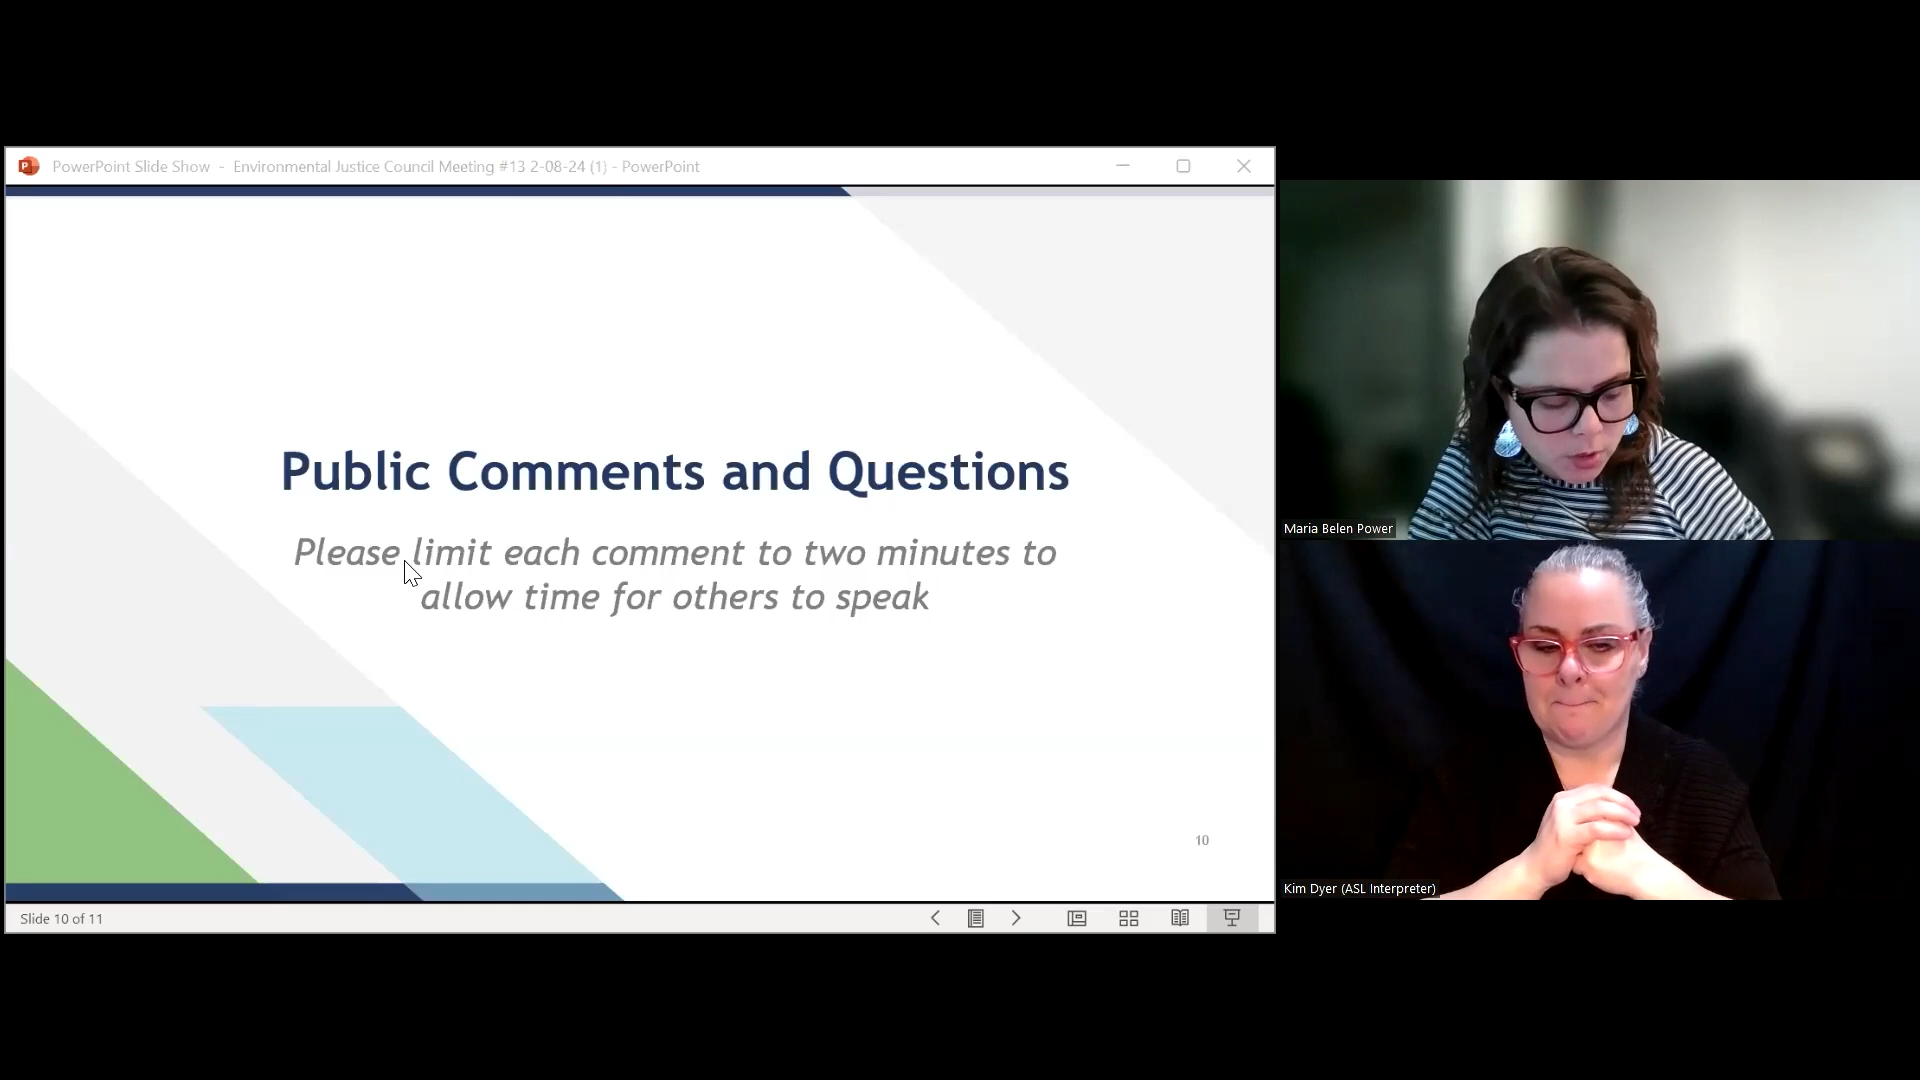 PowerPoint Slide Show - Environmental Justice Council Meeting #13 2-08-24 (1) - PowerPoint
Public Comments and Questions
Please limit each comment to two minutes to
allow time for others to speak
10
Slide 10 of 11
Maria Belen Power
Kim Dyer (ASL Interpreter)